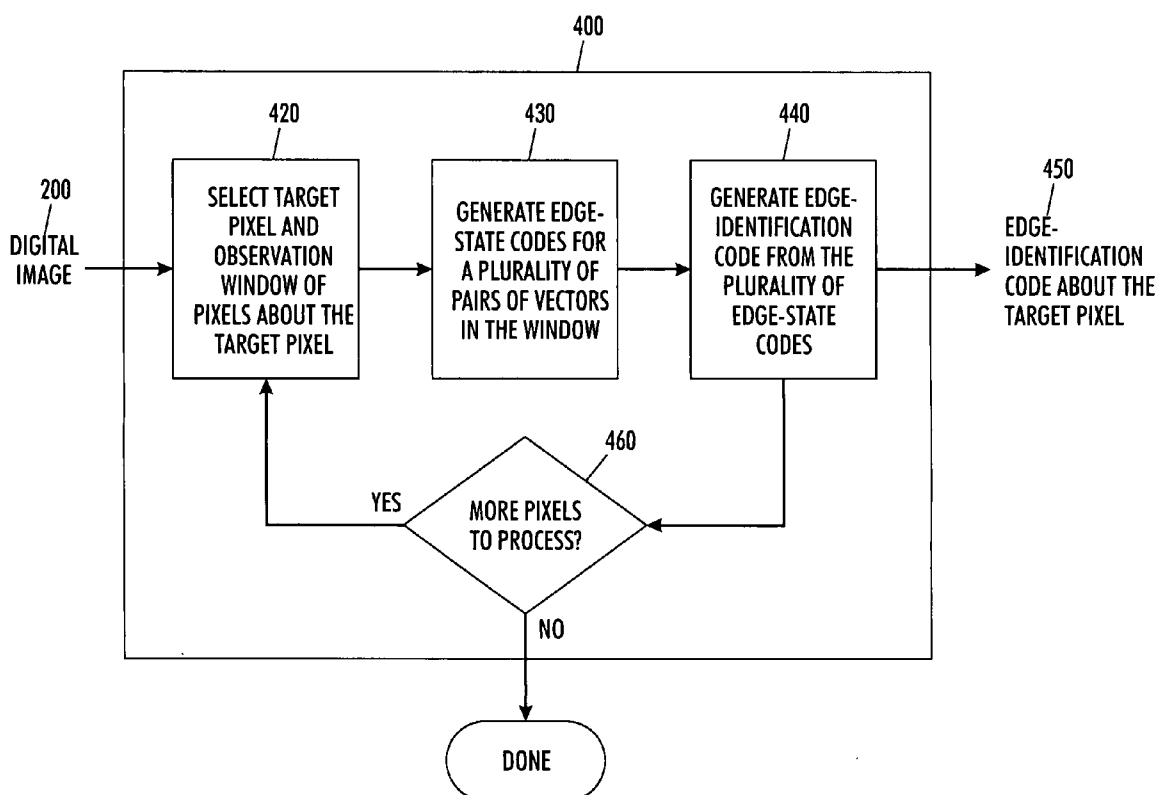 400
420
430
440
200
450
SELECT TARGET
PIXEL AND
OBSERVATION
WINDOW OF
PIXELS ABOUT THE
TARGET PIXEL
GENERATE EDGE-
STATE CODES FOR
A PLURALITY OF
PAIRS OF VECTORS
IN THE WINDOW
GENERATE EDGE-
IDENTIFICATION
CODE FROM THE
PLURALITY OF
EDGE-STATE
CODES
DIGITAL
IMAGE
EDGE-
IDENTIFICATION
CODE ABOUT THE
TARGET PIXEL
460
YES
MORE PIXELS
TO PROCESS?
NO
DONE